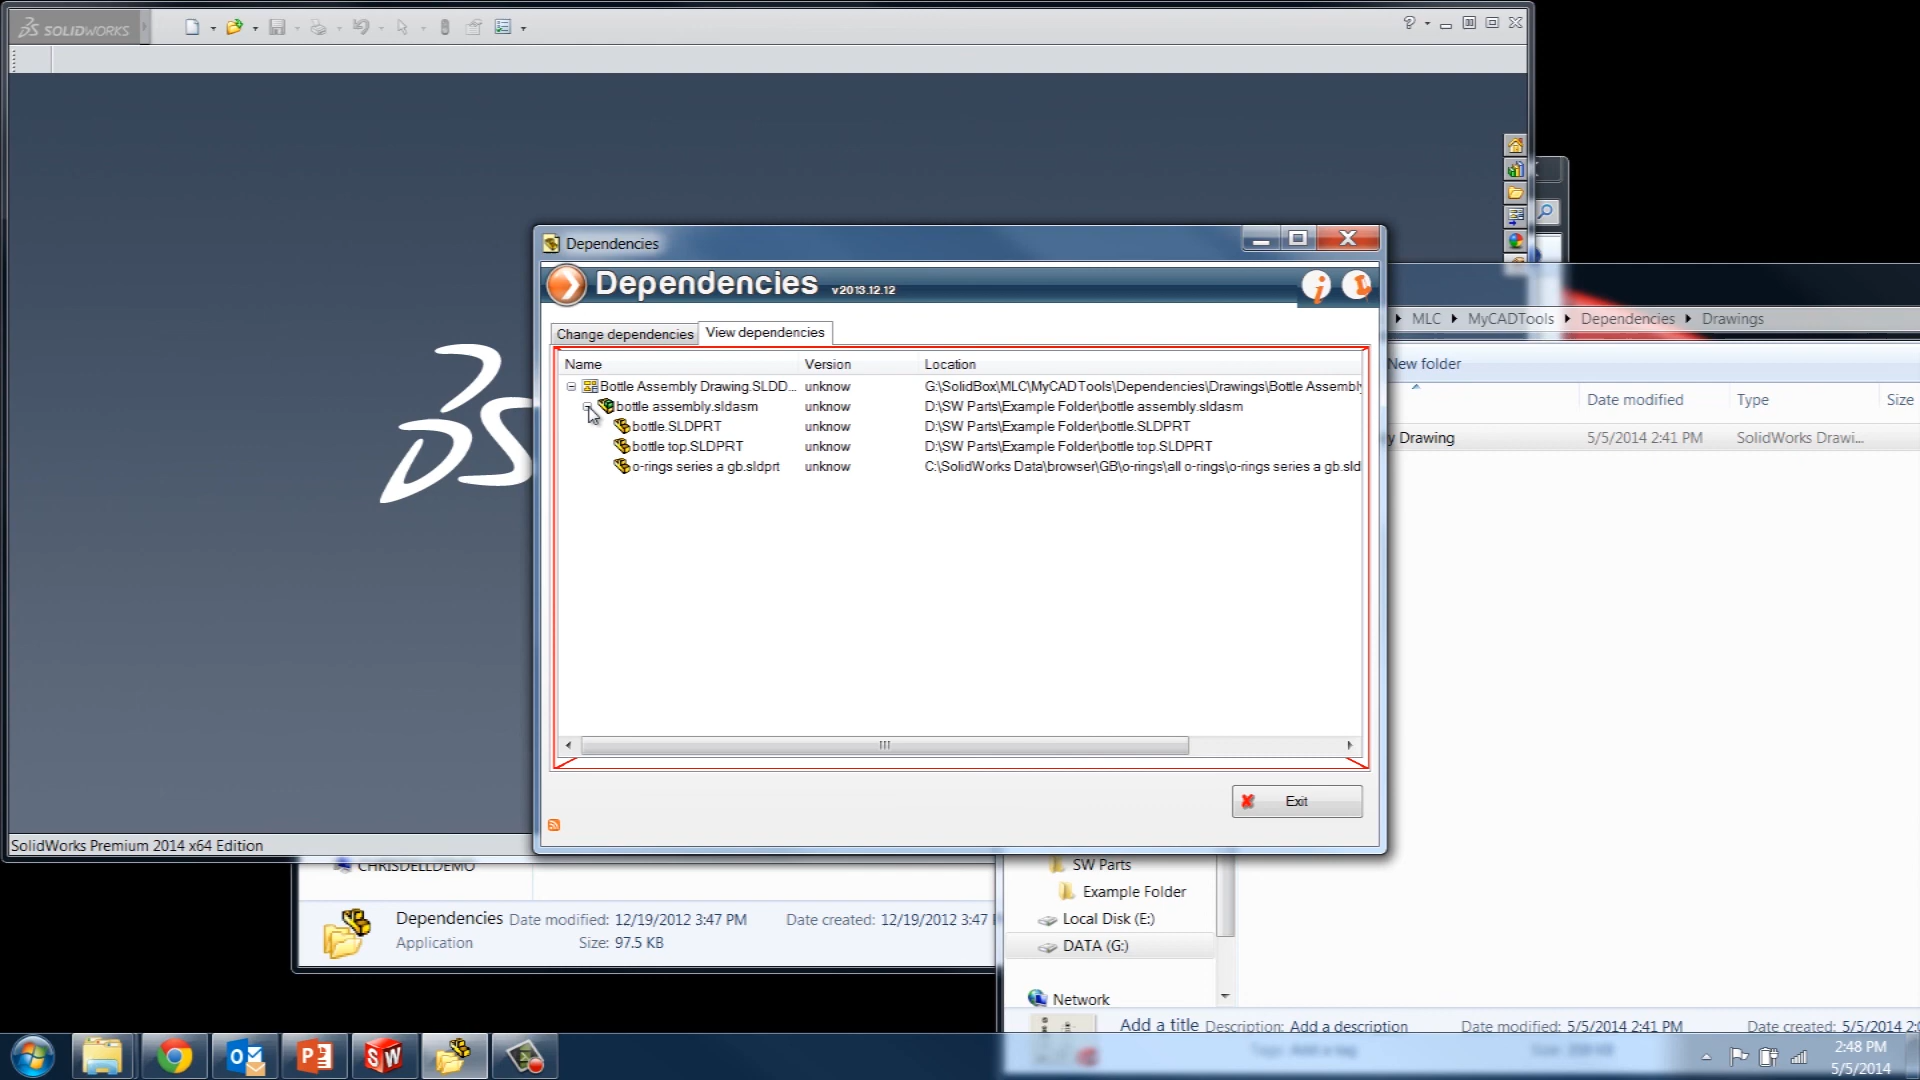 SOLIDWORKS
Dependencies
Dependencies v2013.12.12
Change dependencies View dependencies
Name Version Location
Bottle Assembly Drawing.SLDD... unknow G:\SolidBox\MLC\MyCADTools\Dependencies\Drawings\Bottle Assembly
bottle assembly.sldasm unknow D:\SW Parts\Example Folder\bottle assembly.sldasm
bottle.SLDPRT unknow D:\SW Parts\Example Folder\bottle.SLDPRT
bottle top.SLDPRT unknow D:\SW Parts\Example Folder\bottle top.SLDPRT
o-rings series a gb.sldprt unknow C:\SolidWorks Data\browser\GB\o-rings\all o-rings\o-rings series a gb.sld
Exit
MLC MyCADTools Dependencies Drawings
New folder
Date modified Type Size
y Drawing 5/5/2014 2:41 PM SolidWorks Drawi...
SolidWorks Premium 2014 x64 Edition
CHRISDELLDEMO
Dependencies Date modified: 12/19/2012 3:47 PM Date created: 12/19/2012 3:47
Application Size: 97.5 KB
SW Parts
Example Folder
Local Disk (E:)
DATA (G:)
Network
Add a title Description: Add a description Date modified: 5/5/2014 2:41 PM Date created: 5/5/2014 2:
2:48 PM
5/5/2014